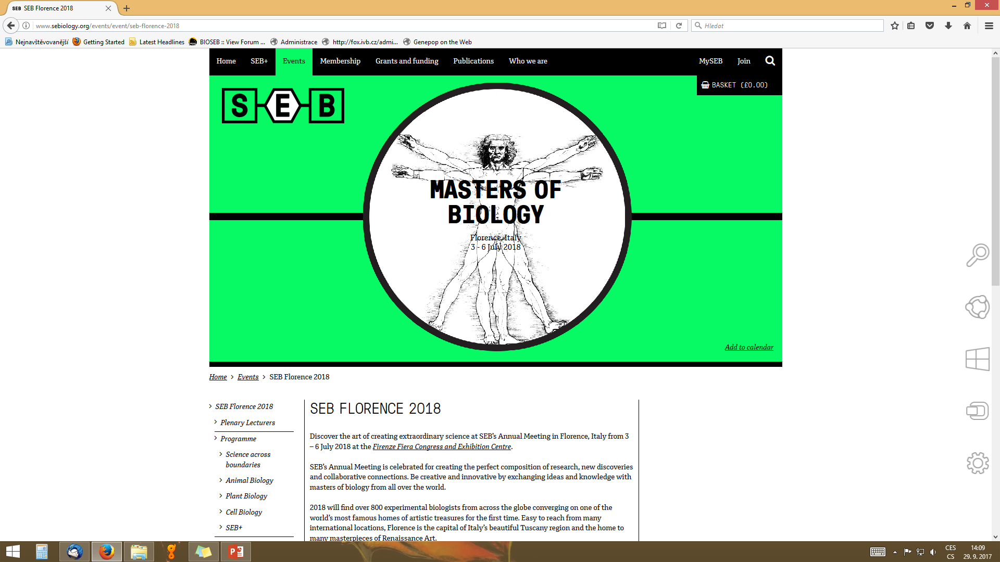 SEB SEB Florence 2018
www.sebiology.org/events/event/seb-florence-2018
Hledat
Nejnavštěvovanější Getting Started Latest Headlines BIOSEB :: View Forum ... Administrace http://fox.ivb.cz/admi... Genepop on the Web
Home SEB+ Events Membership Grants and funding Publications Who we are MySEB Join
BASKET (£0.00)
S E B
MASTERS OF
BIOLOGY
Florence, Italy
3 - 6 July 2018
Add to calendar
Home > Events > SEB Florence 2018
SEB Florence 2018
Plenary Lecturers
Programme
Science across
boundaries
Animal Biology
Plant Biology
Cell Biology
SEB+
SEB FLORENCE 2018
Discover the art of creating extraordinary science at SEB’s Annual Meeting in Florence, Italy from 3
– 6 July 2018 at the Firenze Fiera Congress and Exhibition Centre.
SEB’s Annual Meeting is celebrated for creating the perfect composition of research, new discoveries
and collaborative connections. Be creative and innovative by exchanging ideas and knowledge with
masters of biology from all over the world.
2018 will find over 800 experimental biologists from across the globe converging on one of the
world’s most famous homes of artistic treasures for the first time. Easy to reach from many
international locations, Florence is the capital of Italy’s beautiful Tuscany region and the home to
many masterpieces of Renaissance Art.
CES 14:09
CS 29. 9. 2017